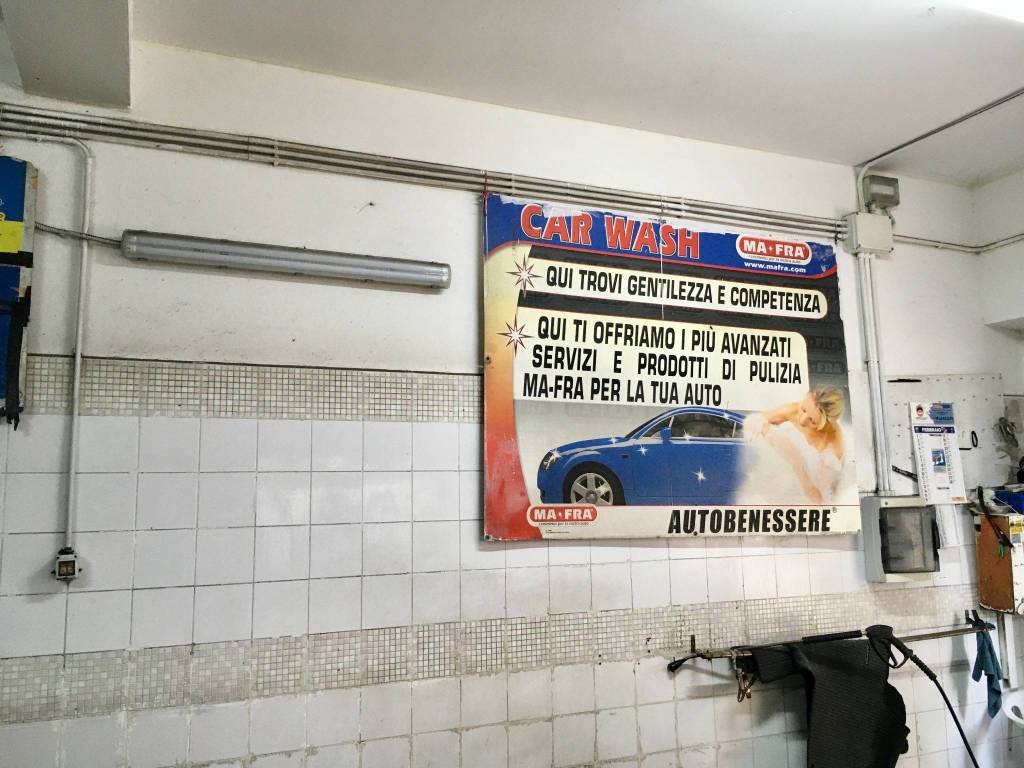 CAR WASH
MA-FRA
www.mafra.com
QUI TROVI GENTILEZZA E COMPETENZA
QUI TI OFFRIAMO I PIÙ AVANZATI
SERVIZI E PRODOTTI DI PULIZIA
MA-FRA PER LA TUA AUTO
MA-FRA
AUTOBENESSERE®
FEBBRAIO